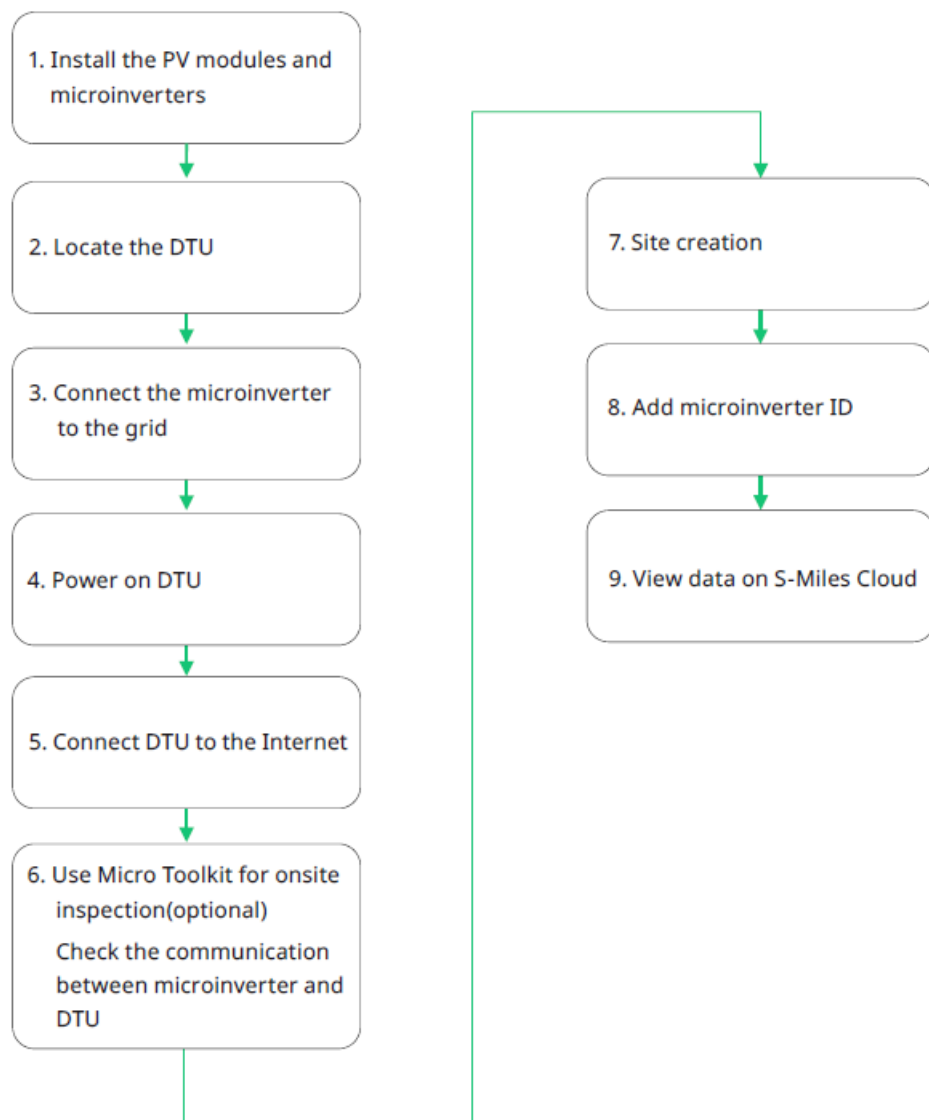 1. Install the PV modules and
microinverters
2. Locate the DTU
3. Connect the microinverter
to the grid
4. Power on DTU
5. Connect DTU to the Internet
6. Use Micro Toolkit for onsite
inspection(optional)
Check the communication
between microinverter and
DTU
7. Site creation
8. Add microinverter ID
9. View data on S-Miles Cloud